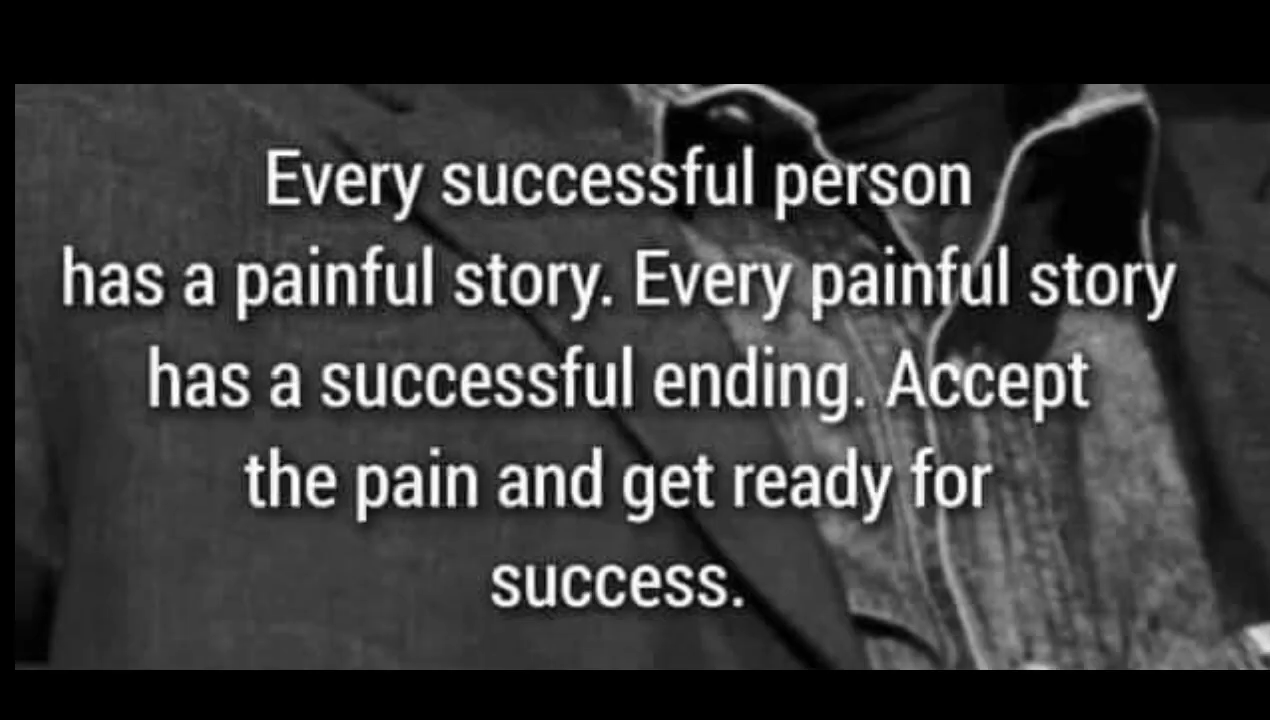 Every successful person
has a painful story. Every painful story
has a successful ending. Accept
the pain and get ready for
success.